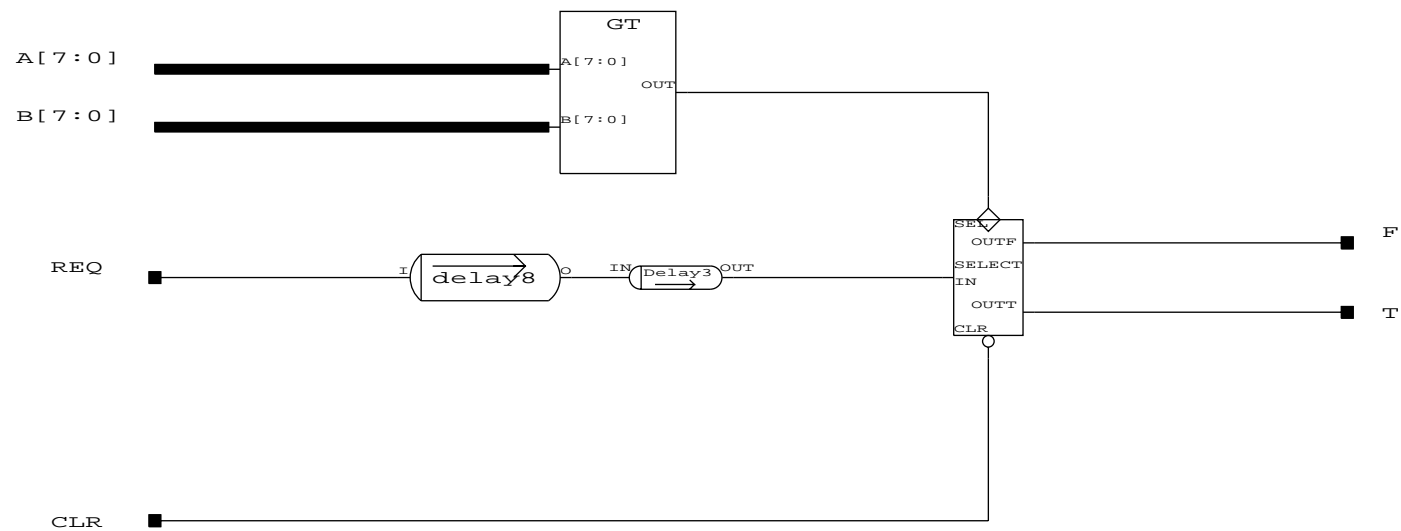 GT
A[7:0]
A[7:0]
OUT
B[7:0]
B[7:0]
SEL
OUTF
F
REQ
I
delay8
O
IN
Delay3
OUT
SELECT
IN
OUTT
T
CLR
CLR